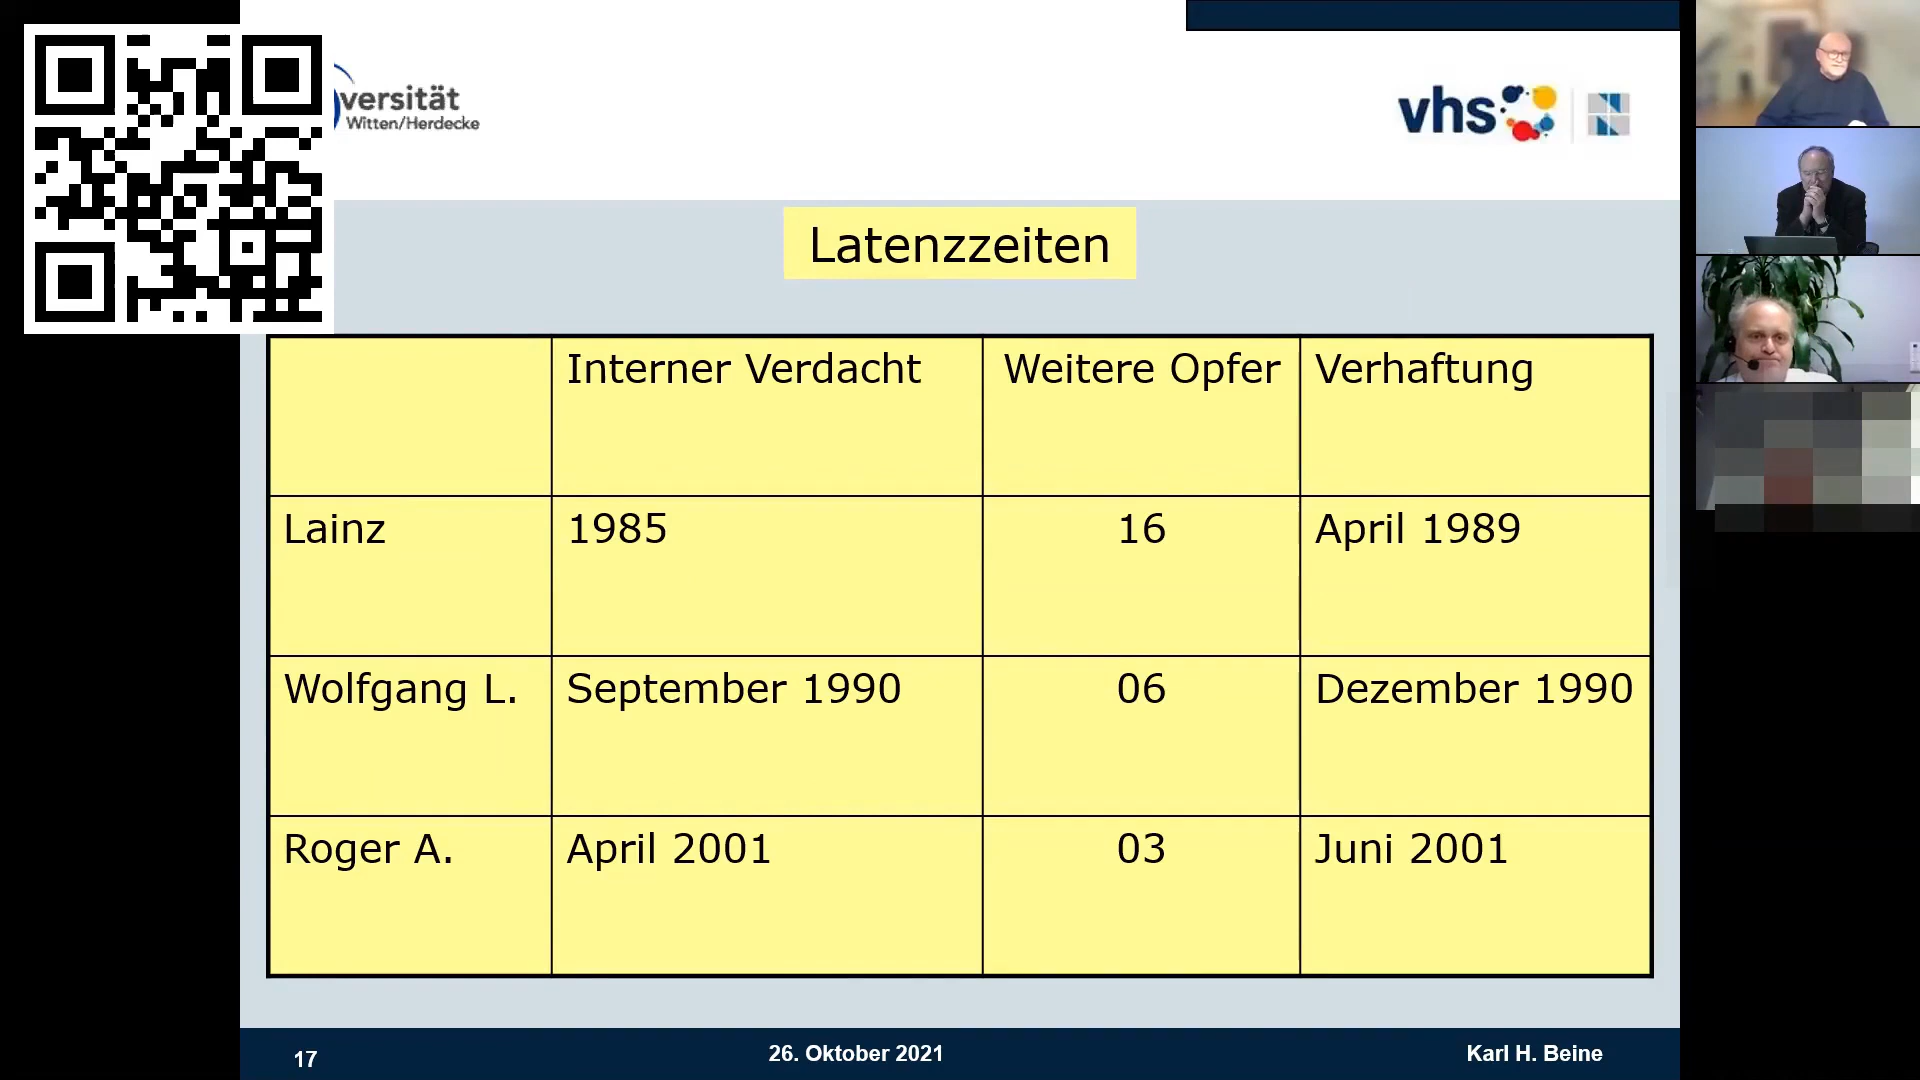 versität
Witten/Herdecke
vhs
Latenzzeiten
Interner Verdacht Weitere Opfer Verhaftung
Lainz 1985 16 April 1989
Wolfgang L. September 1990 06 Dezember 1990
Roger A. April 2001 03 Juni 2001
17 26. Oktober 2021 Karl H. Beine